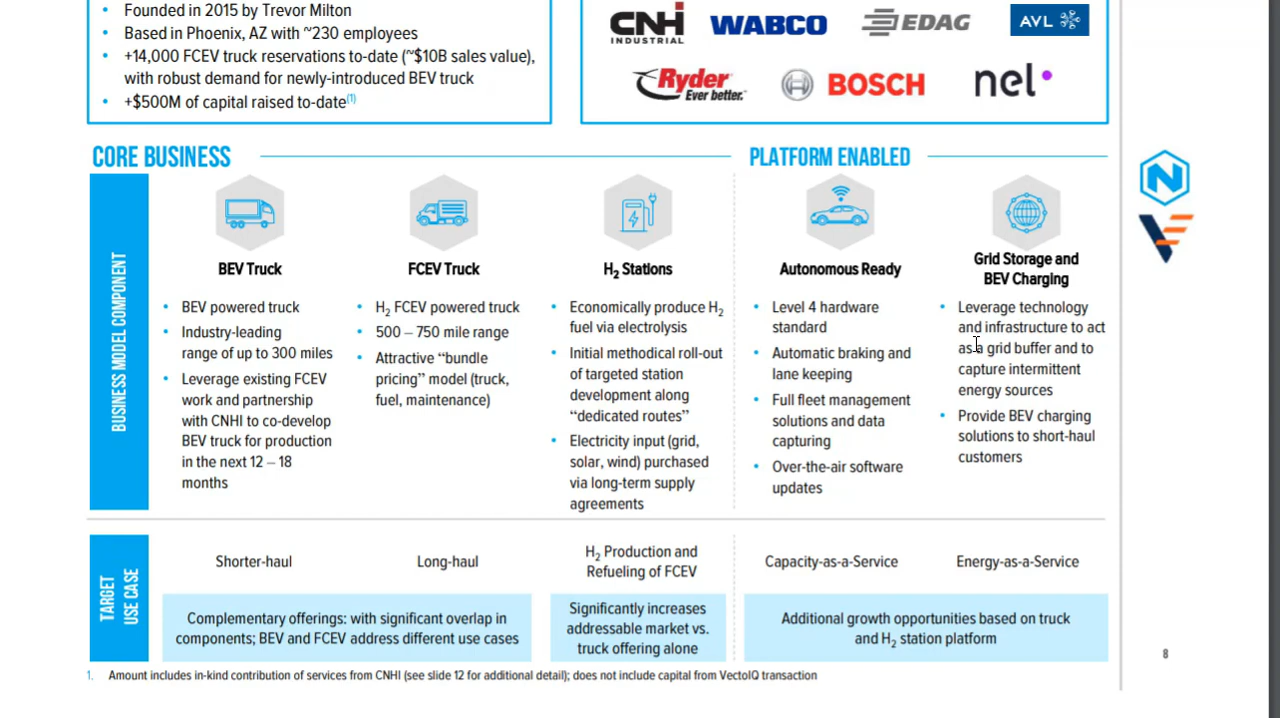 • Founded in 2015 by Trevor Milton
• Based in Phoenix, AZ with ~230 employees
• +14,000 FCEV truck reservations to-date (~$10B sales value),
with robust demand for newly-introduced BEV truck
• +$500M of capital raised to-date(1)
CNH
INDUSTRIAL
WABCO
EDAG
AVL
Ryder
Ever better.
BOSCH
nel
CORE BUSINESS
PLATFORM ENABLED
BUSINESS MODEL COMPONENT
BEV Truck
• BEV powered truck
• Industry-leading
range of up to 300 miles
• Leverage existing FCEV
work and partnership
with CNHI to co-develop
BEV truck for production
in the next 12 – 18
months
FCEV Truck
• H2 FCEV powered truck
• 500 – 750 mile range
• Attractive “bundle
pricing” model (truck,
fuel, maintenance)
H2 Stations
• Economically produce H2
fuel via electrolysis
• Initial methodical roll-out
of targeted station
development along
“dedicated routes”
• Electricity input (grid,
solar, wind) purchased
via long-term supply
agreements
Autonomous Ready
• Level 4 hardware
standard
• Automatic braking and
lane keeping
• Full fleet management
solutions and data
capturing
• Over-the-air software
updates
Grid Storage and
BEV Charging
• Leverage technology
and infrastructure to act
as a grid buffer and to
capture intermittent
energy sources
• Provide BEV charging
solutions to short-haul
customers
TARGET
USE CASE
Shorter-haul
Long-haul
H2 Production and
Refueling of FCEV
Capacity-as-a-Service
Energy-as-a-Service
Complementary offerings: with significant overlap in
components; BEV and FCEV address different use cases
Significantly increases
addressable market vs.
truck offering alone
Additional growth opportunities based on truck
and H2 station platform
8
1. Amount includes in-kind contribution of services from CNHI (see slide 12 for additional detail); does not include capital from VectoIQ transaction